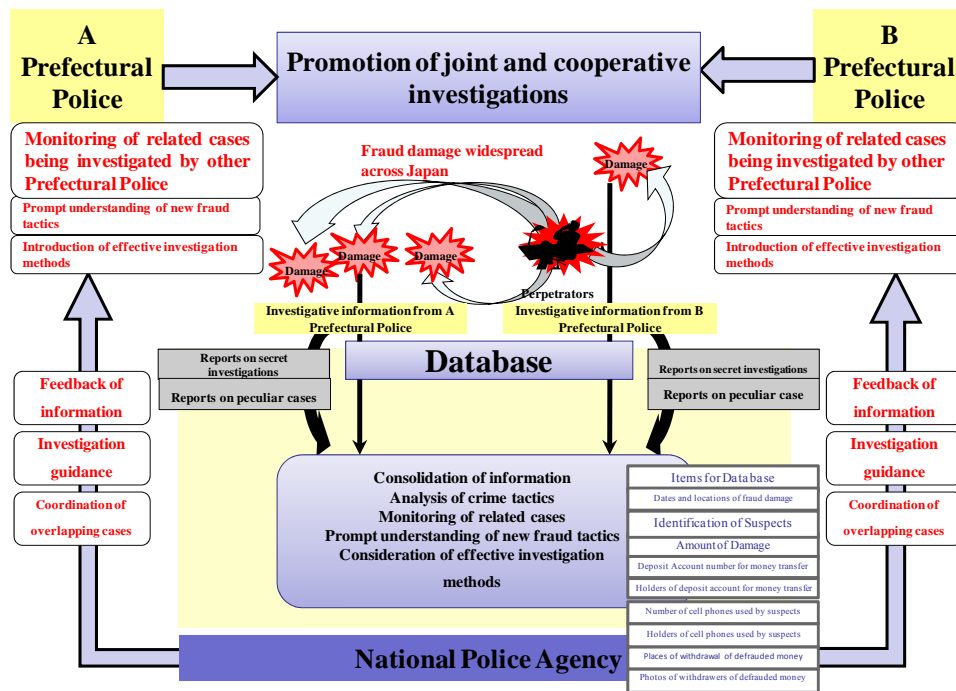 A
Prefectural
Police
Promotion of joint and cooperative
investigations
B
Prefectural
Police
Monitoring of related cases
being investigated by other
Prefectural Police
Prompt understanding of new fraud
tactics
Introduction of effective investigation
methods
Fraud damage widespread
across Japan
Damage
Damage
Damage
Damage
Perpetrators
Monitoring of related cases
being investigated by other
Prefectural Police
Prompt understanding of new fraud
tactics
Introduction of effective investigation
methods
Investigative information from A
Prefectural Police
Investigative information from B
Prefectural Police
Reports on secret
investigations
Reports on peculiar cases
Database
Reports on secret investigations
Reports on peculiar case
Feedback of
information
Investigation
guidance
Coordination of
overlapping cases
Consolidation of information
Analysis of crime tactics
Monitoring of related cases
Prompt understanding of new fraud tactics
Consideration of effective investigation
methods
Items for Database
Dates and locations of fraud damage
Identification of Suspects
Amount of Damage
Deposit Account number for money transfer
Holders of deposit account for money transfer
Number of cell phones used by suspects
Holders of cell phones used by suspects
Places of withdrawal of defrauded money
Photos of withdrawers of defrauded money
Feedback of
information
Investigation
guidance
Coordination of
overlapping cases
National Police Agency